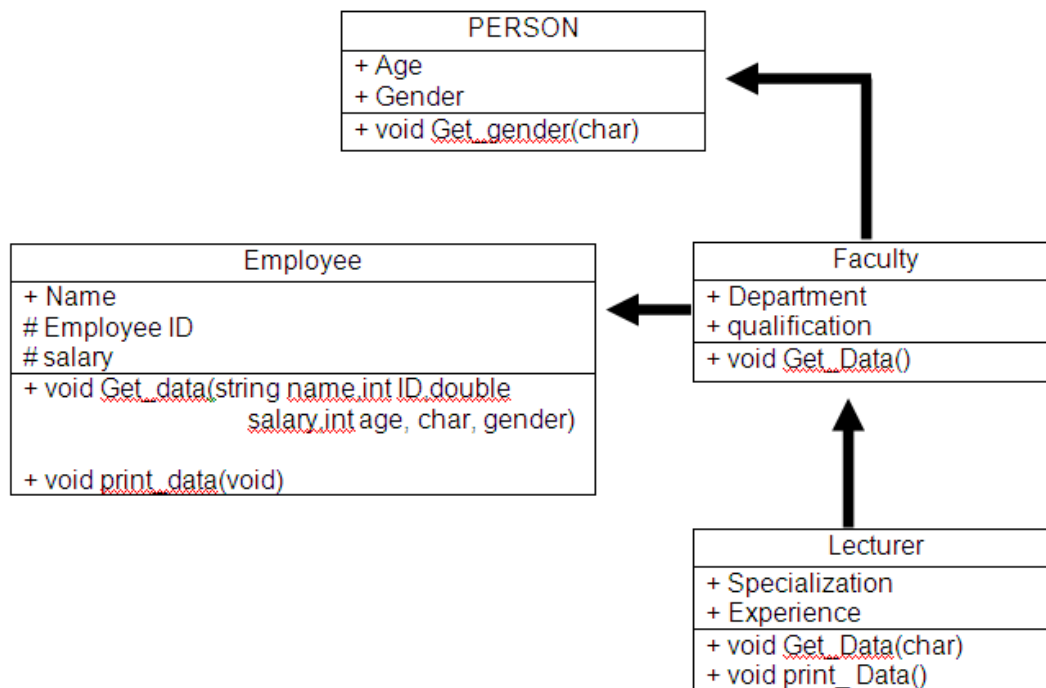 PERSON
+ Age
+ Gender
+ void Get_gender(char)
Employee
+ Name
# Employee ID
# salary
+ void Get_data(string name,int ID,double
salary,int age, char, gender)
+ void print_data(void)
Faculty
+ Department
+ qualification
+ void Get_Data()
Lecturer
+ Specialization
+ Experience
+ void Get_Data(char)
+ void print_ Data()